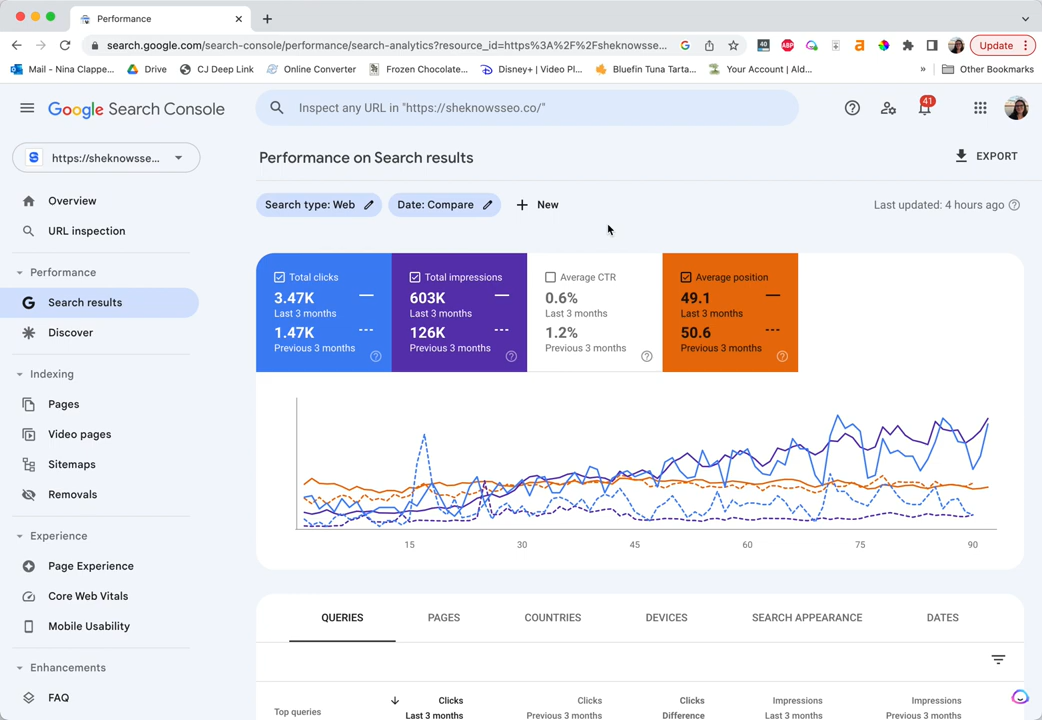 Performance
search.google.com/search-console/performance/search-analytics?resource_id=https%3A%2F%2Fsheknowsse...
40
ABP
Update
Mail - Nina Clappe...
Drive
CJ Deep Link
Online Converter
Frozen Chocolate...
Disney+ | Video Pl...
Bluefin Tuna Tarta...
Your Account | Ald...
»
Other Bookmarks
Google Search Console
Inspect any URL in "https://sheknowsseo.co/"
41
https://sheknowsse...
Performance on Search results
EXPORT
Search type: Web
Date: Compare
New
Last updated: 4 hours ago
Overview
URL inspection
Performance
Search results
Discover
Indexing
Pages
Video pages
Sitemaps
Removals
Experience
Page Experience
Core Web Vitals
Mobile Usability
Enhancements
FAQ
Total clicks
3.47K
Last 3 months
1.47K
Previous 3 months
Total impressions
603K
Last 3 months
126K
Previous 3 months
Average CTR
0.6%
Last 3 months
1.2%
Previous 3 months
Average position
49.1
Last 3 months
50.6
Previous 3 months
15 30 45 60 75 90
QUERIES PAGES COUNTRIES DEVICES SEARCH APPEARANCE DATES
Top queries
Clicks
Last 3 months
Clicks
Previous 3 months
Clicks
Difference
Impressions
Last 3 months
Impressions
Previous 3 months